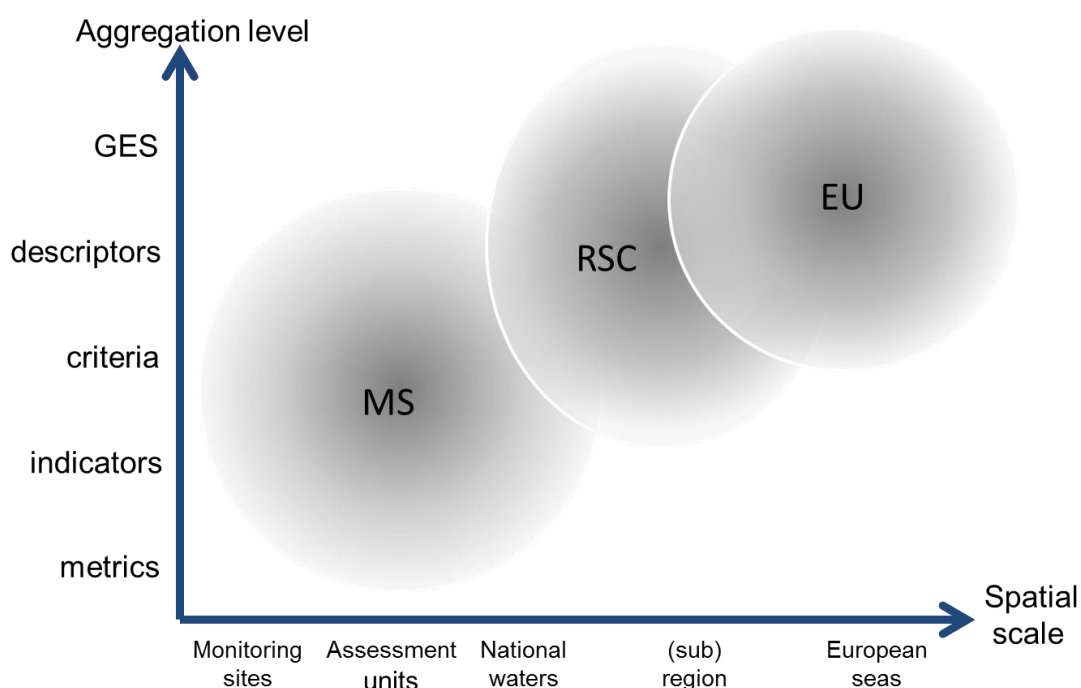 Aggregation level
GES
EU
descriptors
RSC
criteria
MS
indicators
metrics
Spatial
scale
Monitoring
sites
Assessment
units
National
waters
(sub)
region
European
seas